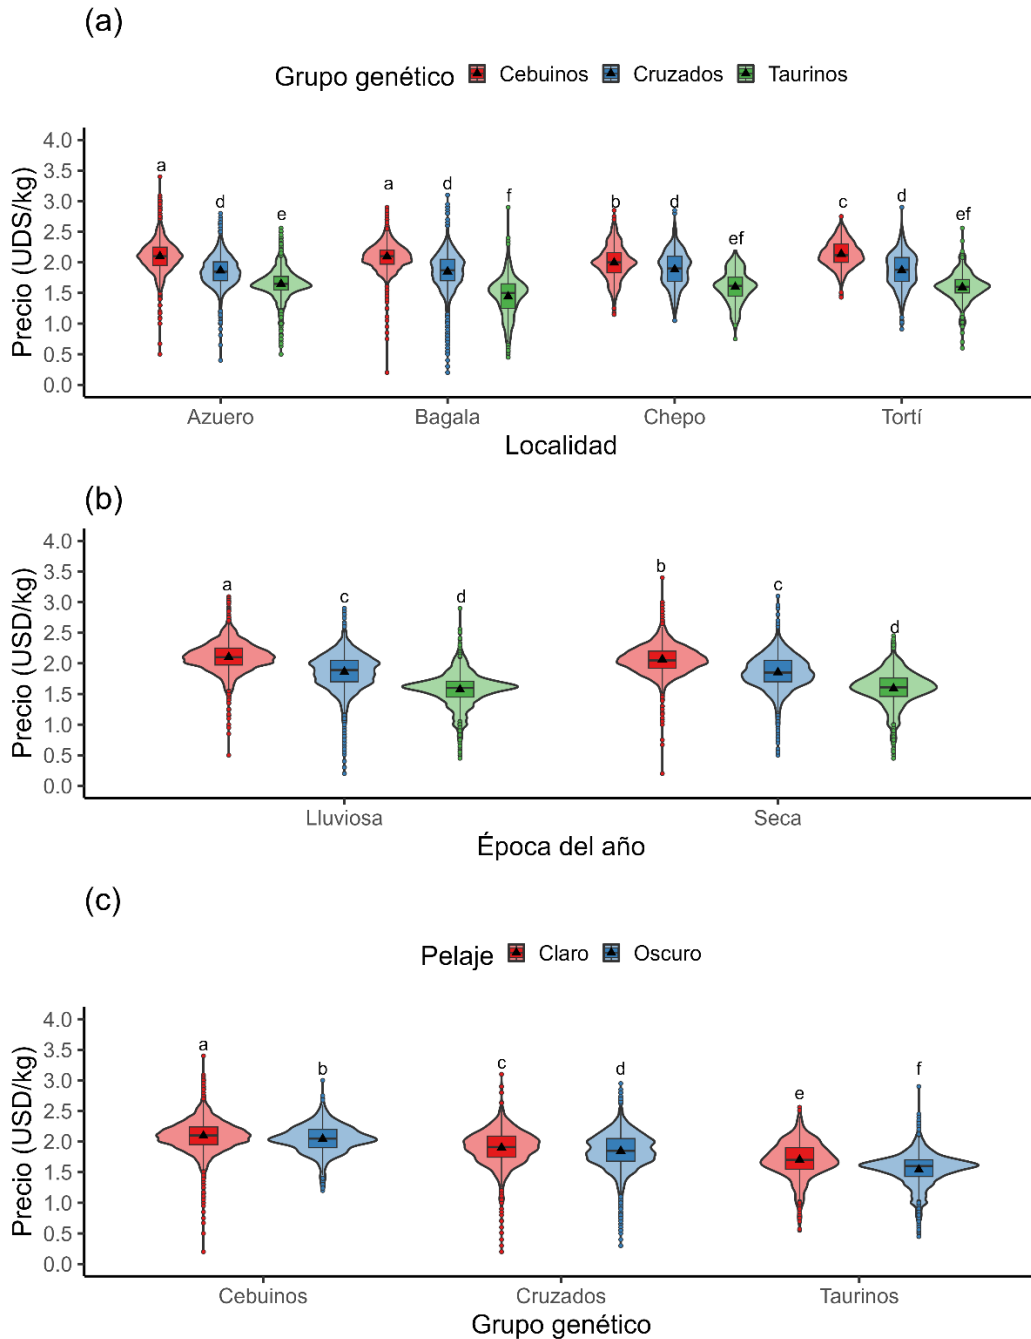 (a)
Grupo genético Cebuinos Cruzados Taurinos
Precio (UDS/kg)
4.0
3.5
3.0
2.5
2.0
1.5
1.0
0.5
0.0
a d e a d f b d ef c d ef
Azuero Bagala Chepo Tortí
Localidad
(b)
Precio (USD/kg)
4.0
3.5
3.0
2.5
2.0
1.5
1.0
0.5
0.0
a c d b c d
Lluviosa Seca
Época del año
(c)
Pelaje Claro Oscuro
Precio (USD/kg)
4.0
3.5
3.0
2.5
2.0
1.5
1.0
0.5
0.0
a b c d e f
Cebuinos Cruzados Taurinos
Grupo genético